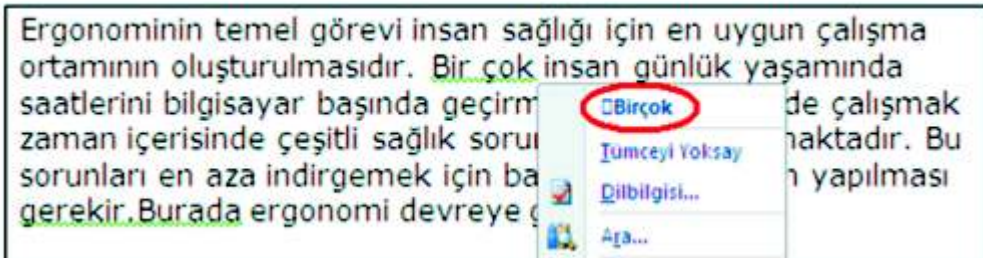 Ergonominin temel görevi insan sağlığı için en uygun çalışma
ortamının oluşturulmasıdır. Bir çok insan günlük yaşamında
saatlerini bilgisayar başında geçirm de çalışmak
Birçok
zaman içerisinde çeşitli sağlık sorun maktadır. Bu
Tümceyi Yoksay
sorunları en aza indirgemek için ba n yapılması
Dilbilgisi...
gerekir.Burada ergonomi devreye g
Ara...